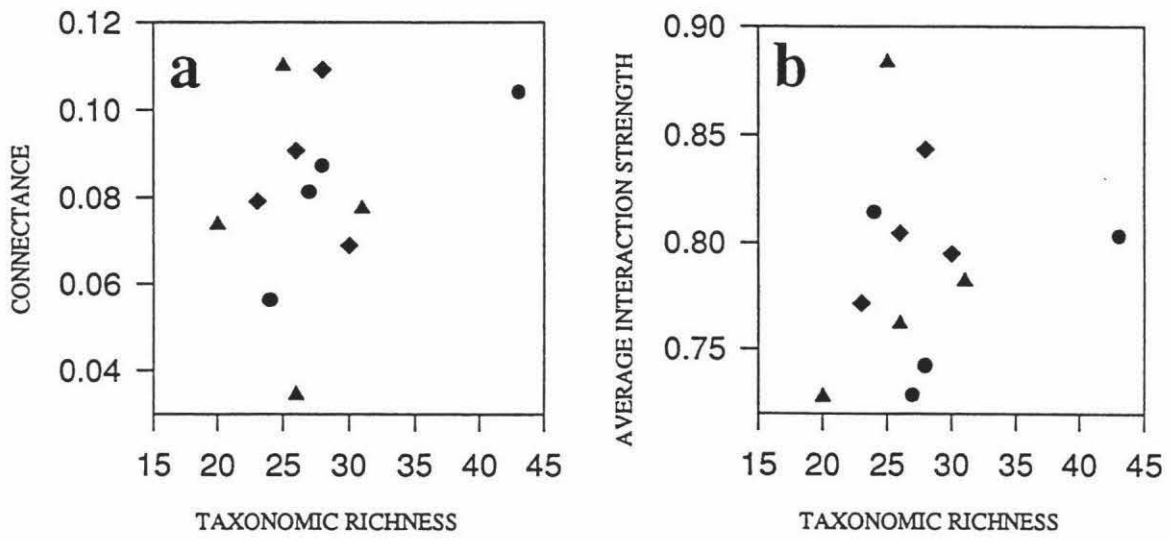 0.12
0.10
0.08
0.06
0.04
CONNECTANCE
a
15 20 25 30 35 40 45
TAXONOMIC RICHNESS
0.90
0.85
0.80
0.75
AVERAGE INTERACTION STRENGTH
b
15 20 25 30 35 40 45
TAXONOMIC RICHNESS